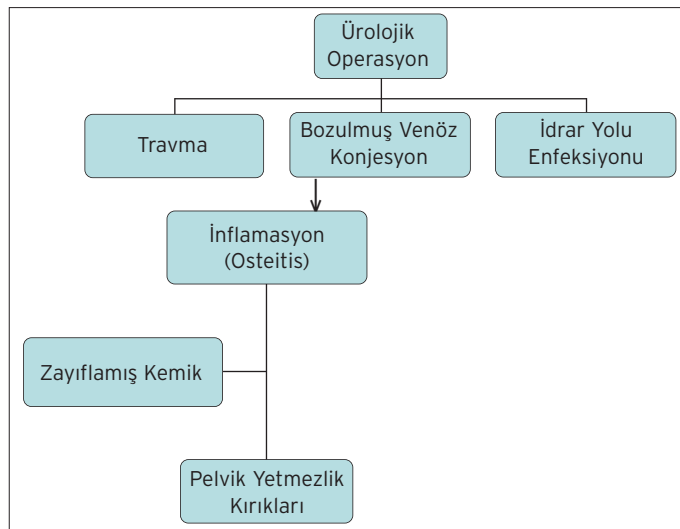 Ürolojik
Operasyon
Travma
Bozulmuş Venöz
Konjesyon
İdrar Yolu
Enfeksiyonu
İnflamasyon
(Osteitis)
Zayıflamış Kemik
Pelvik Yetmezlik
Kırıkları